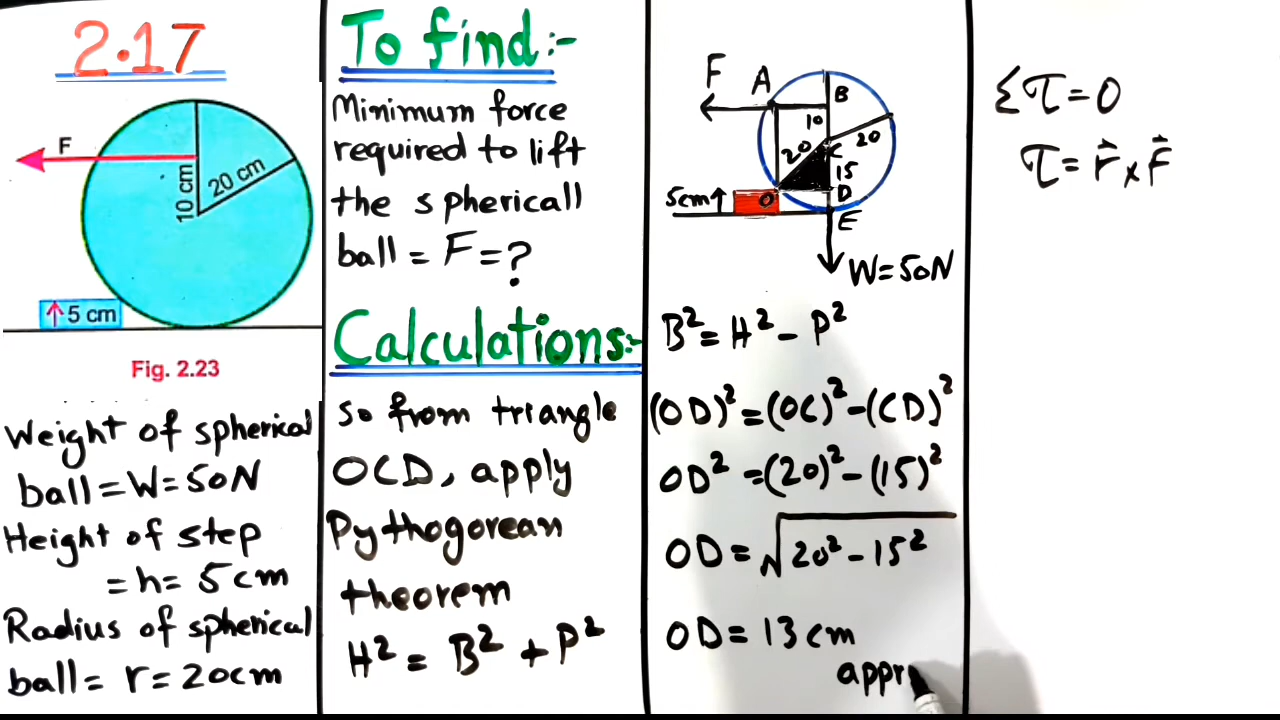 2.17
F
10 cm
20 cm
5 cm
Fig. 2.23
Weight of spherical
ball = W = 50N
Height of step
= h = 5cm
Radius of spherical
ball = r = 20cm
To find:-
Minimum force
required to lift
the sphericall
ball = F = ?
Calculations:-
so from triangle
OCD, apply
Pythogorean
theorem
H² = B² + P²
F
A
B
10
20
C
20
15
D
5cm
O
E
W=50N
B² = H² - P²
(OD)² = (OC)² - (CD)²
OD² = (20)² - (15)²
OD = √20² - 15²
OD = 13 cm
appr
Στ = 0
τ = r⃗ × F⃗